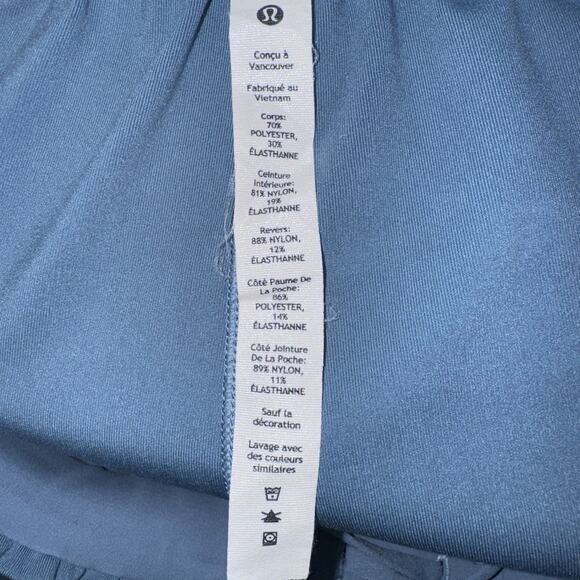 Conçu à
Vancouver
Fabriqué au
Vietnam
Corps:
70%
POLYESTER,
30%
ÉLASTHANNE
Ceinture
intérieure:
81% NYLON,
19%
ÉLASTHANNE
Revers:
88% NYLON,
12%
ÉLASTHANNE
Côté Paume De
La Poche:
86%
POLYESTER,
14%
ÉLASTHANNE
Côté Jointure
De La Poche:
89% NYLON,
11%
ÉLASTHANNE
Sauf la
décoration
Lavage avec
des couleurs
similaires